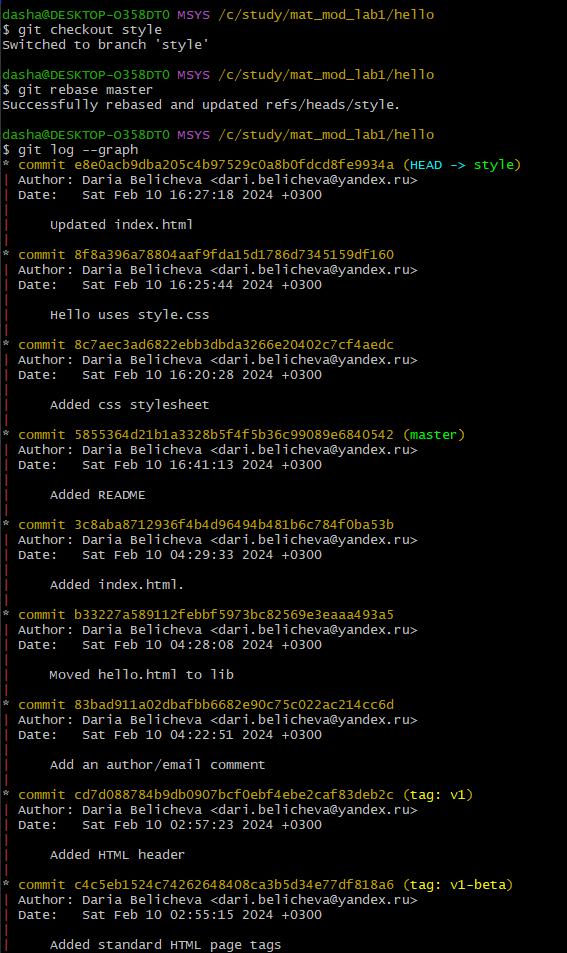 dasha@DESKTOP-O358DT0 MSYS /c/study/mat_mod_lab1/hello
$ git checkout style
Switched to branch 'style'
dasha@DESKTOP-O358DT0 MSYS /c/study/mat_mod_lab1/hello
$ git rebase master
Successfully rebased and updated refs/heads/style.
dasha@DESKTOP-O358DT0 MSYS /c/study/mat_mod_lab1/hello
$ git log --graph
* commit e8e0acb9dba205c4b97529c0a8b0fdcd8fe9934a (HEAD -> style)
| Author: Daria Belicheva <dari.belicheva@yandex.ru>
| Date:   Sat Feb 10 16:27:18 2024 +0300
|
|     Updated index.html
|
* commit 8f8a396a78804aaf9fda15d1786d7345159df160
| Author: Daria Belicheva <dari.belicheva@yandex.ru>
| Date:   Sat Feb 10 16:25:44 2024 +0300
|
|     Hello uses style.css
|
* commit 8c7aec3ad6822ebb3dbda3266e20402c7cf4aedc
| Author: Daria Belicheva <dari.belicheva@yandex.ru>
| Date:   Sat Feb 10 16:20:28 2024 +0300
|
|     Added css stylesheet
|
* commit 5855364d21b1a3328b5f4f5b36c99089e6840542 (master)
| Author: Daria Belicheva <dari.belicheva@yandex.ru>
| Date:   Sat Feb 10 16:41:13 2024 +0300
|
|     Added README
|
* commit 3c8aba8712936f4b4d96494b481b6c784f0ba53b
| Author: Daria Belicheva <dari.belicheva@yandex.ru>
| Date:   Sat Feb 10 04:29:33 2024 +0300
|
|     Added index.html.
|
* commit b33227a589112febbf5973bc82569e3eaaa493a5
| Author: Daria Belicheva <dari.belicheva@yandex.ru>
| Date:   Sat Feb 10 04:28:08 2024 +0300
|
|     Moved hello.html to lib
|
* commit 83bad911a02dbafbb6682e90c75c022ac214cc6d
| Author: Daria Belicheva <dari.belicheva@yandex.ru>
| Date:   Sat Feb 10 04:22:51 2024 +0300
|
|     Add an author/email comment
|
* commit cd7d088784b9db0907bcf0ebf4ebe2caf83deb2c (tag: v1)
| Author: Daria Belicheva <dari.belicheva@yandex.ru>
| Date:   Sat Feb 10 02:57:23 2024 +0300
|
|     Added HTML header
|
* commit c4c5eb1524c74262648408ca3b5d34e77df818a6 (tag: v1-beta)
| Author: Daria Belicheva <dari.belicheva@yandex.ru>
| Date:   Sat Feb 10 02:55:15 2024 +0300
|
|     Added standard HTML page tags